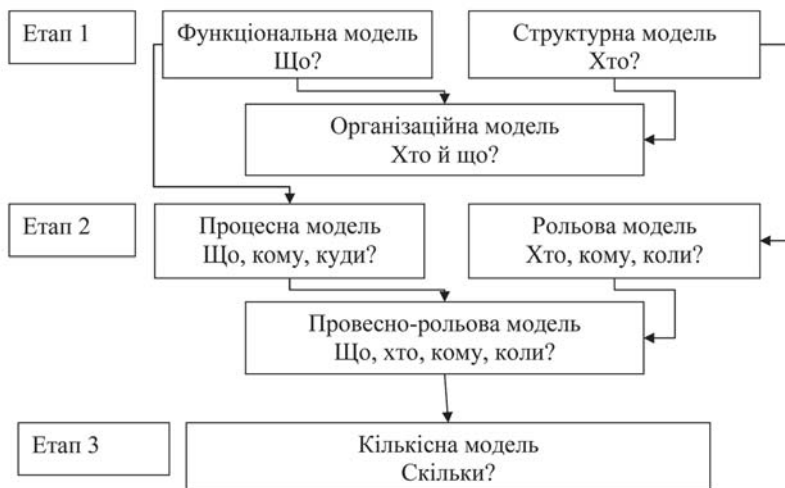 Етап 1
Функціональна модель
Що?
Структурна модель
Хто?
Організаційна модель
Хто й що?
Етап 2
Процесна модель
Що, кому, куди?
Рольова модель
Хто, кому, коли?
Провесно-рольова модель
Що, хто, кому, коли?
Етап 3
Кількісна модель
Скільки?